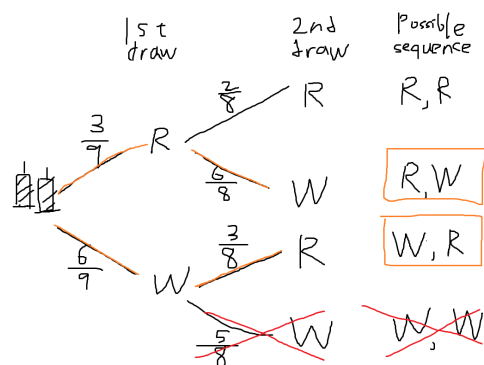 1st draw
2nd draw
Possible sequence
2/8
R
R, R
3/9
R
6/8
W
R, W
3/8
R
W, R
6/9
W
5/8
W
W, W